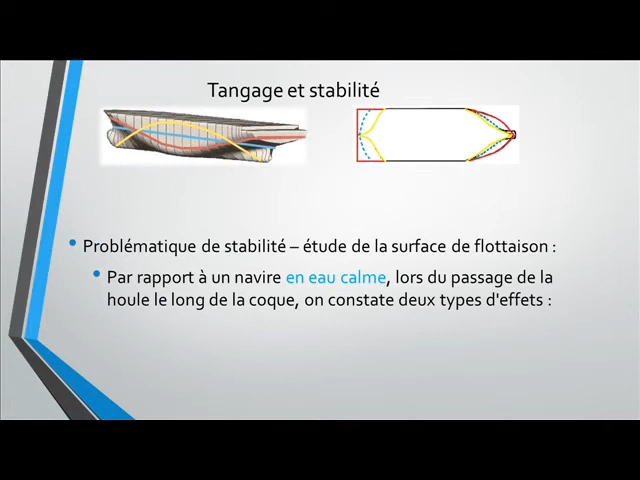 Tangage et stabilité
• Problématique de stabilité – étude de la surface de flottaison :
• Par rapport à un navire en eau calme, lors du passage de la
houle le long de la coque, on constate deux types d'effets :